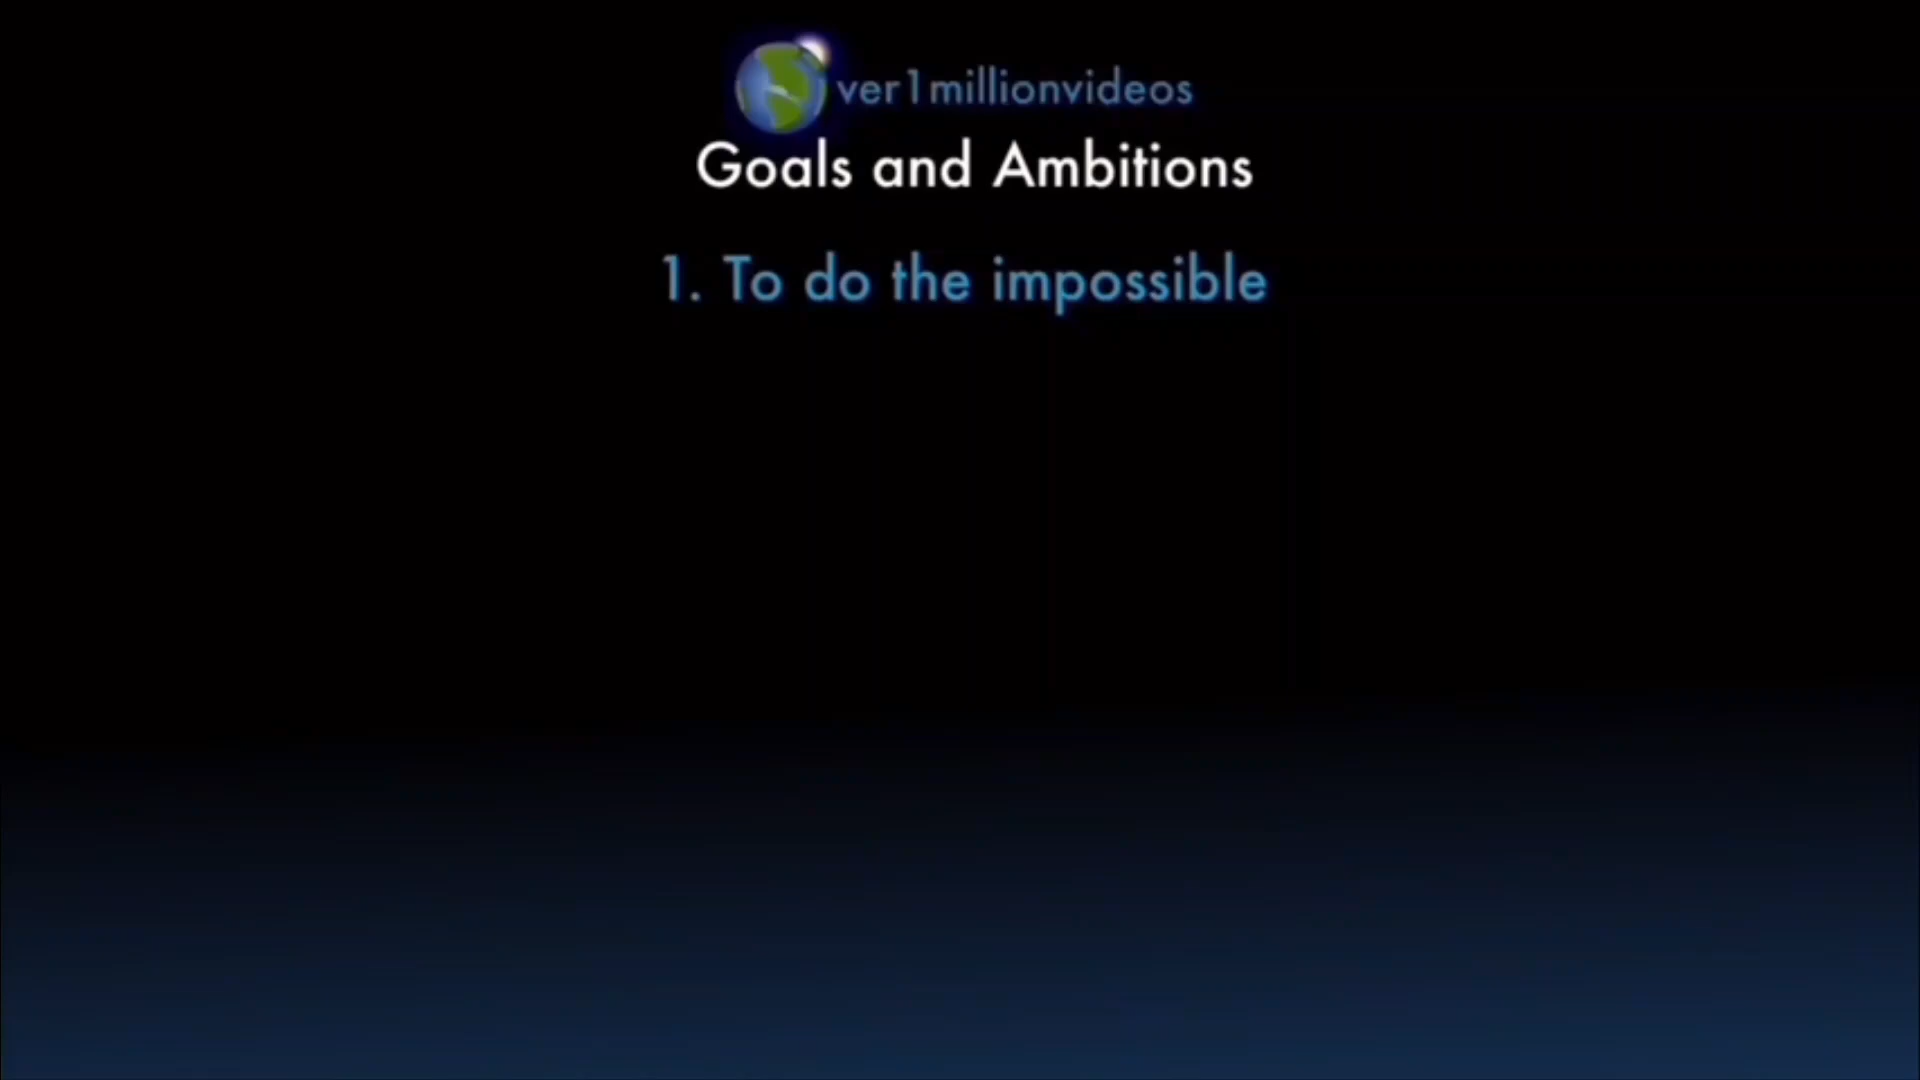 ver1millionvideos
Goals and Ambitions
1. To do the impossible